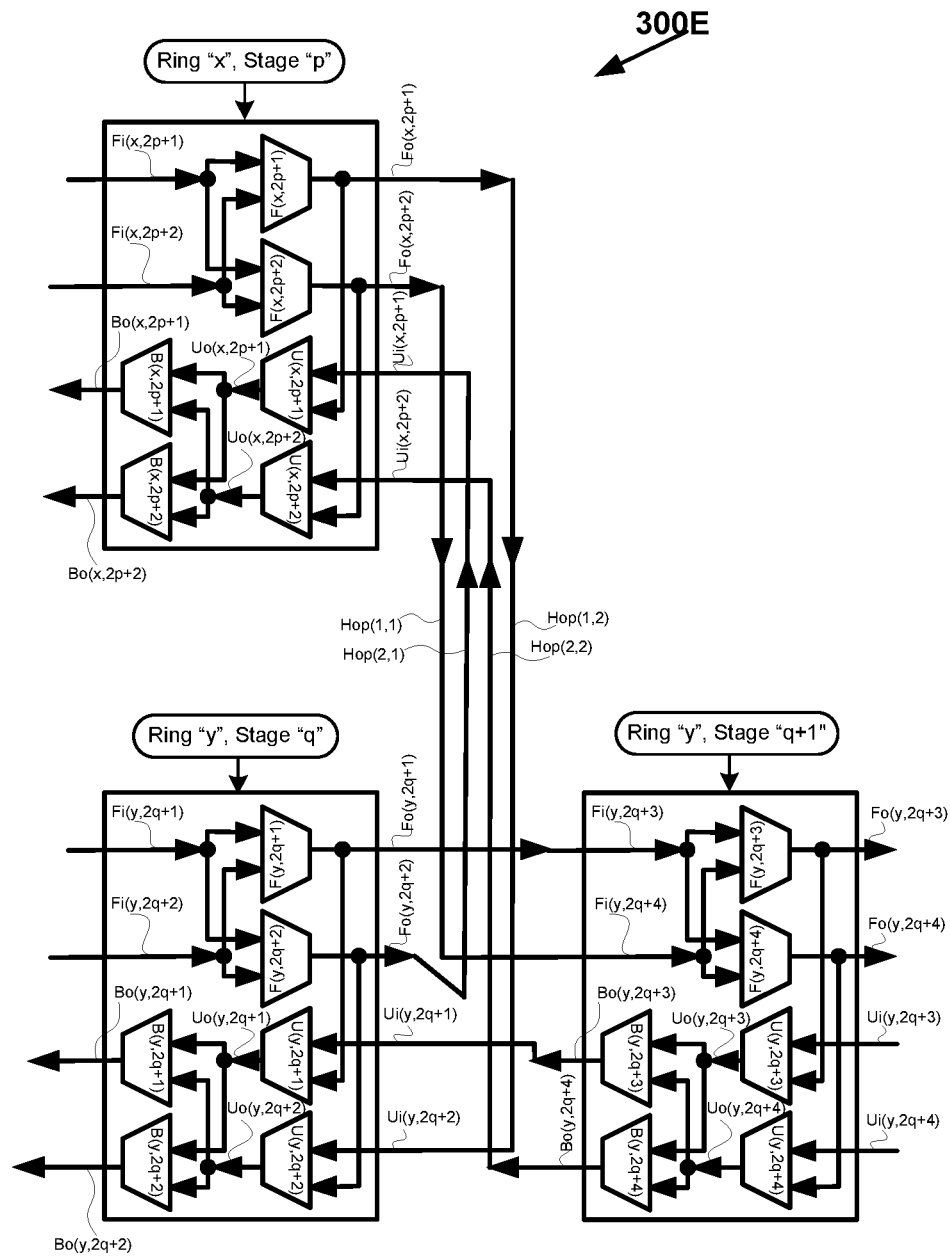 300E
Ring “x”, Stage “p”
Fi(x,2p+1)
Fo(x,2p+1)
F(x,2p+1)
Fi(x,2p+2)
Fo(x,2p+2)
F(x,2p+2)
Bo(x,2p+1)
Uo(x,2p+1)
Ui(x,2p+1)
B(x,2p+1)
U(x,2p+1)
Uo(x,2p+2)
Ui(x,2p+2)
B(x,2p+2)
U(x,2p+2)
Bo(x,2p+2)
Hop(1,1)
Hop(1,2)
Hop(2,1)
Hop(2,2)
Ring “y”, Stage “q”
Ring “y”, Stage “q+1"
Fi(y,2q+1)
Fo(y,2q+1)
F(y,2q+1)
Fi(y,2q+3)
Fo(y,2q+3)
F(y,2q+3)
Fi(y,2q+2)
Fo(y,2q+2)
F(y,2q+2)
Fi(y,2q+4)
Fo(y,2q+4)
F(y,2q+4)
Bo(y,2q+1)
Uo(y,2q+1)
Ui(y,2q+1)
B(y,2q+1)
U(y,2q+1)
Bo(y,2q+3)
Uo(y,2q+3)
Ui(y,2q+3)
B(y,2q+3)
U(y,2q+3)
Uo(y,2q+2)
Ui(y,2q+2)
B(y,2q+2)
U(y,2q+2)
Bo(y,2q+4)
Uo(y,2q+4)
Ui(y,2q+4)
B(y,2q+4)
U(y,2q+4)
Bo(y,2q+2)